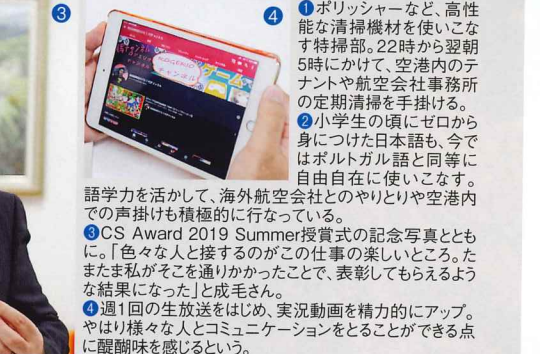 ③
④
❶ポリッシャーなど、高性
能な清掃機材を使いこな
す特掃部。22時から翌朝
5時にかけて、空港内のテ
ナントや航空会社事務所
の定期清掃を手掛ける。
❷小学生の頃にゼロから
身につけた日本語も、今で
はポルトガル語と同等に
自由自在に使いこなす。
語学力を活かして、海外航空会社とのやりとりや空港内
での声掛けも積極的に行なっている。
❸CS Award 2019 Summer授賞式の記念写真ととも
に。「色々な人と接するのがこの仕事の楽しいところ。た
またま私がそこを通りかかったことで、表彰してもらえるよう
な結果になった」と成毛さん。
❹週1回の生放送をはじめ、実況動画を精力的にアップ。
やはり様々な人とコミュニケーションをとることができる点
に醍醐味を感じるという。